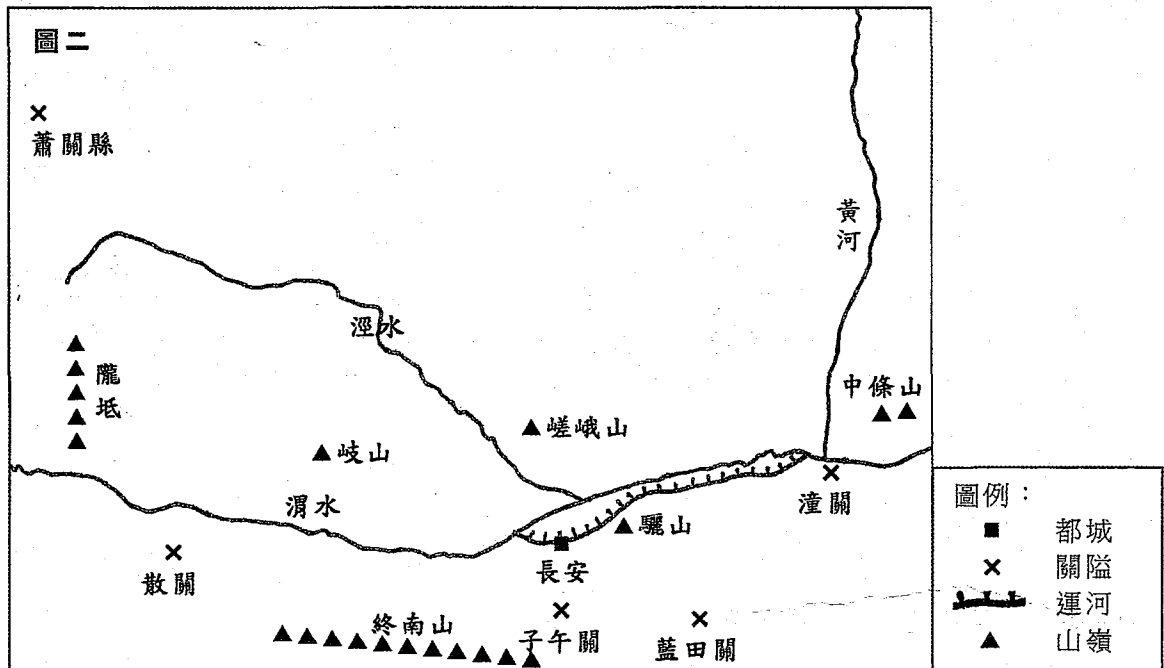 圖二
蕭關縣
黃河
涇水
隴坻
中條山
嵯峨山
岐山
渭水
潼關
驪山
散關
長安
終南山
子午關
藍田關
圖例：
都城
關隘
運河
山嶺